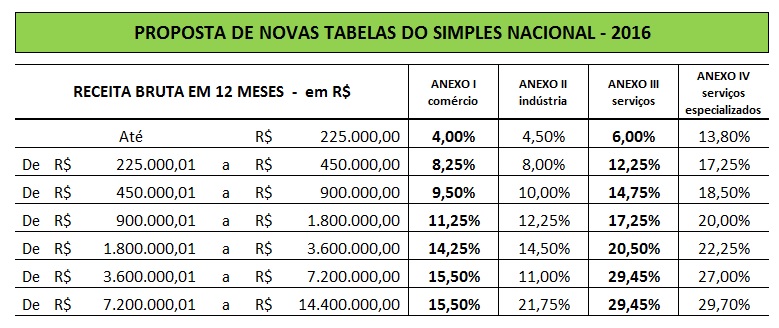 PROPOSTA DE NOVAS TABELAS DO SIMPLES NACIONAL - 2016
RECEITA BRUTA EM 12 MESES - em R$ ANEXO I comércio ANEXO II indústria ANEXO III serviços ANEXO IV serviços especializados
Até R$ 225.000,00 4,00% 4,50% 6,00% 13,80%
De R$ 225.000,01 a R$ 450.000,00 8,25% 8,00% 12,25% 17,25%
De R$ 450.000,01 a R$ 900.000,00 9,50% 10,00% 14,75% 18,50%
De R$ 900.000,01 a R$ 1.800.000,00 11,25% 12,25% 17,25% 20,00%
De R$ 1.800.000,01 a R$ 3.600.000,00 14,25% 14,50% 20,50% 22,25%
De R$ 3.600.000,01 a R$ 7.200.000,00 15,50% 11,00% 29,45% 27,00%
De R$ 7.200.000,01 a R$ 14.400.000,00 15,50% 21,75% 29,45% 29,70%